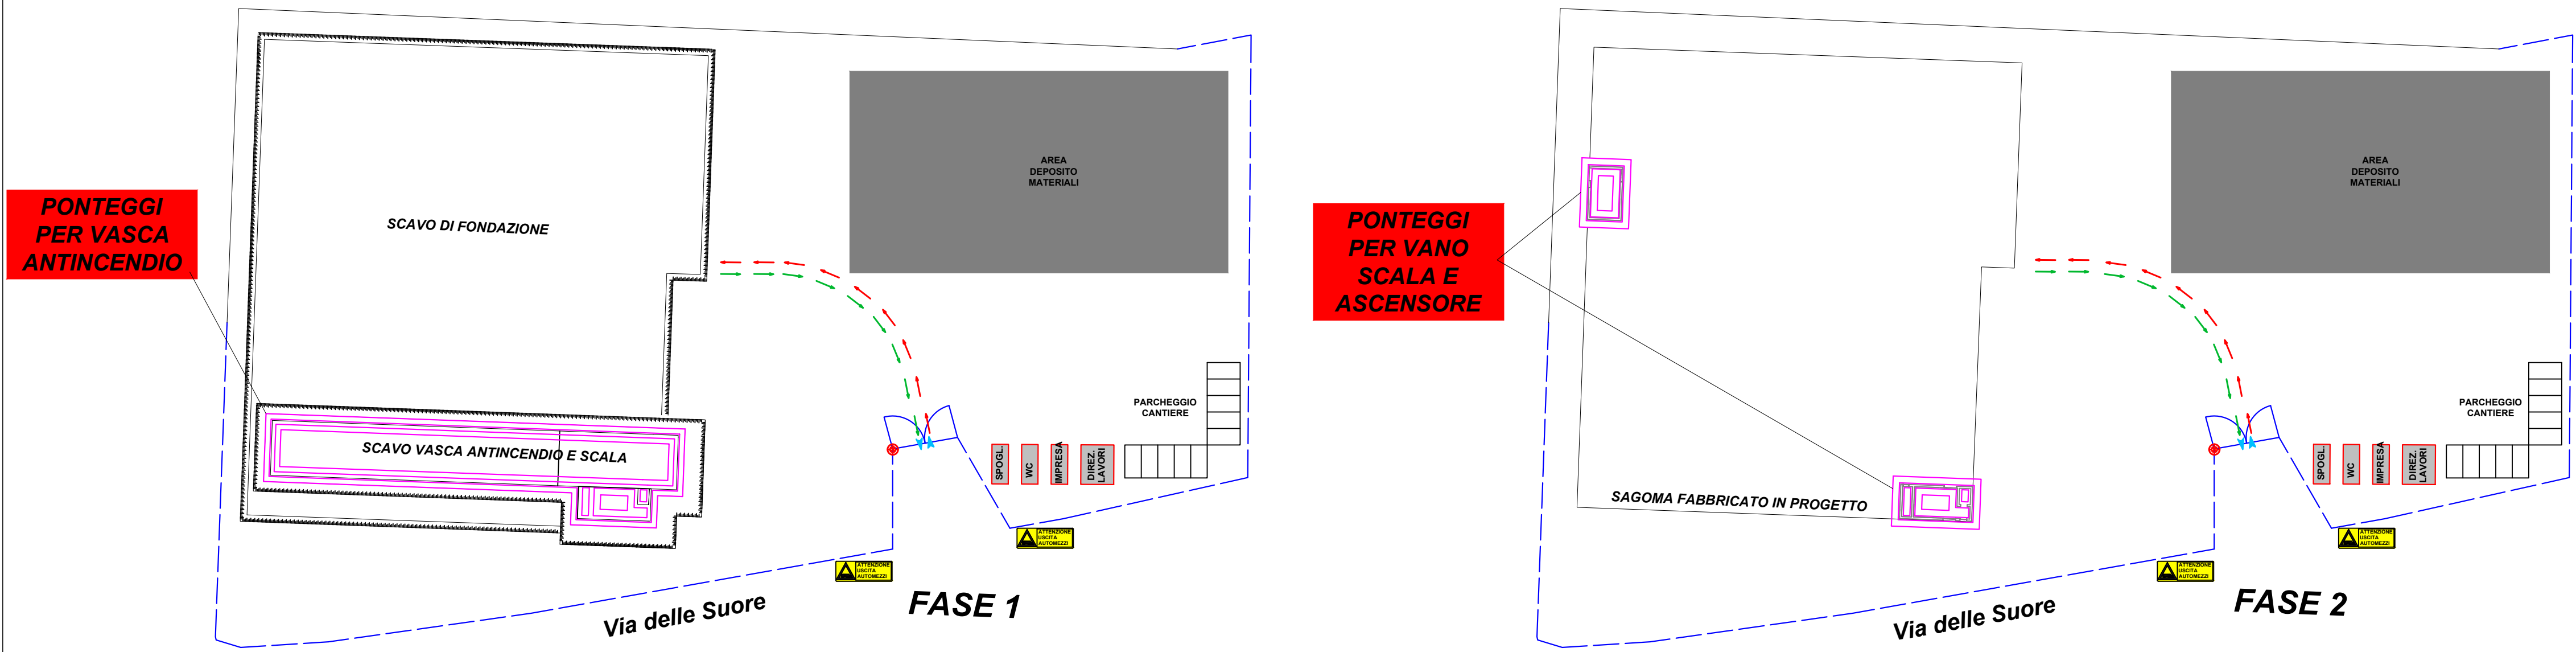 PONTEGGI
PER VASCA
ANTINCENDIO
SCAVO DI FONDAZIONE
SCAVO VASCA ANTINCENDIO E SCALA
AREA
DEPOSITO
MATERIALI
PARCHEGGIO
CANTIERE
SPOGL.
WC
IMPRESA
DIREZ.
LAVORI
ATTENZIONE
USCITA
AUTOMEZZI
ATTENZIONE
USCITA
AUTOMEZZI
Via delle Suore
FASE 1
PONTEGGI
PER VANO
SCALA E
ASCENSORE
SAGOMA FABBRICATO IN PROGETTO
AREA
DEPOSITO
MATERIALI
PARCHEGGIO
CANTIERE
SPOGL.
WC
IMPRESA
DIREZ.
LAVORI
ATTENZIONE
USCITA
AUTOMEZZI
ATTENZIONE
USCITA
AUTOMEZZI
Via delle Suore
FASE 2